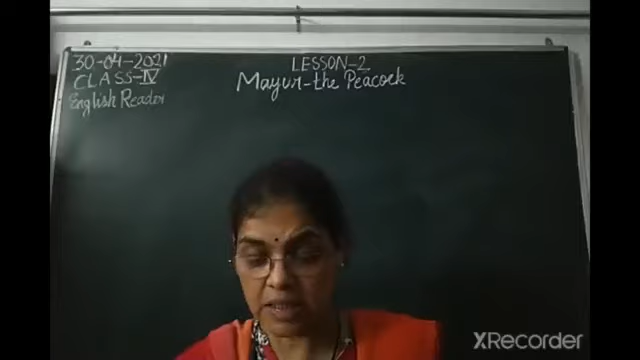 30-04-2021
CLASS-IV
English Reader
LESSON-2
Mayur-the Peacock
XRecorder